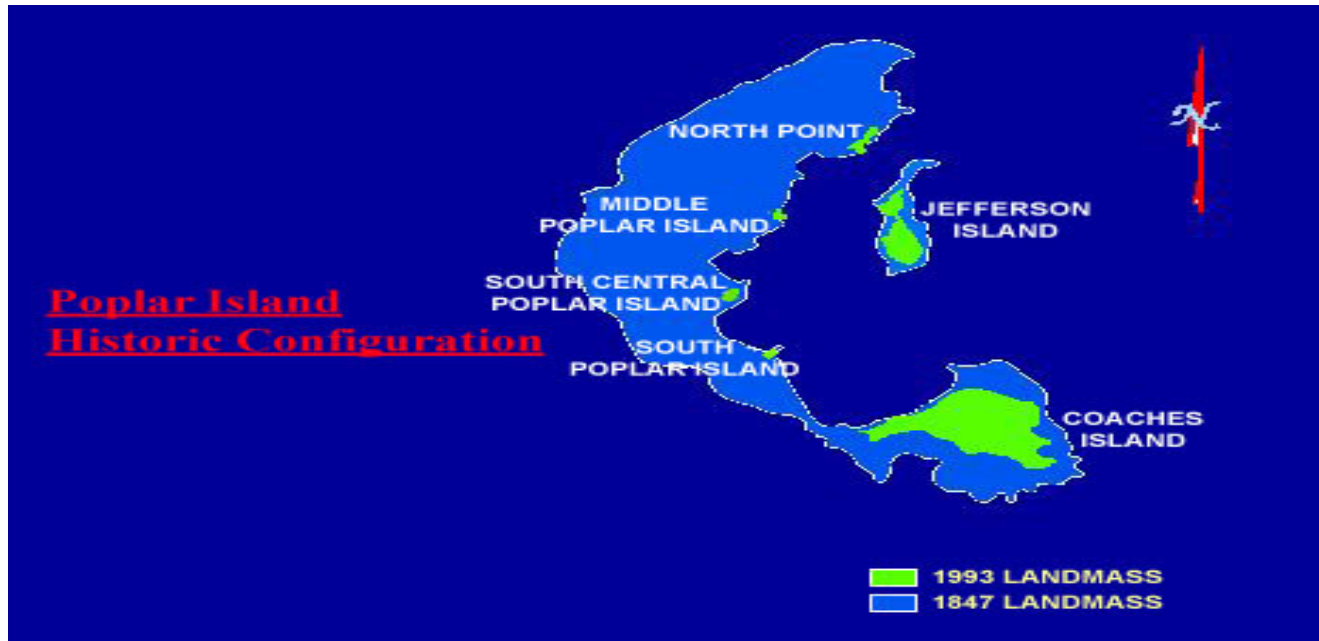 NORTH POINT
MIDDLE
POPLAR ISLAND
JEFFERSON
ISLAND
SOUTH CENTRAL
POPLAR ISLAND
Poplar Island
Historic Configuration
SOUTH
POPLAR ISLAND
COACHES
ISLAND
N
1993 LANDMASS
1847 LANDMASS